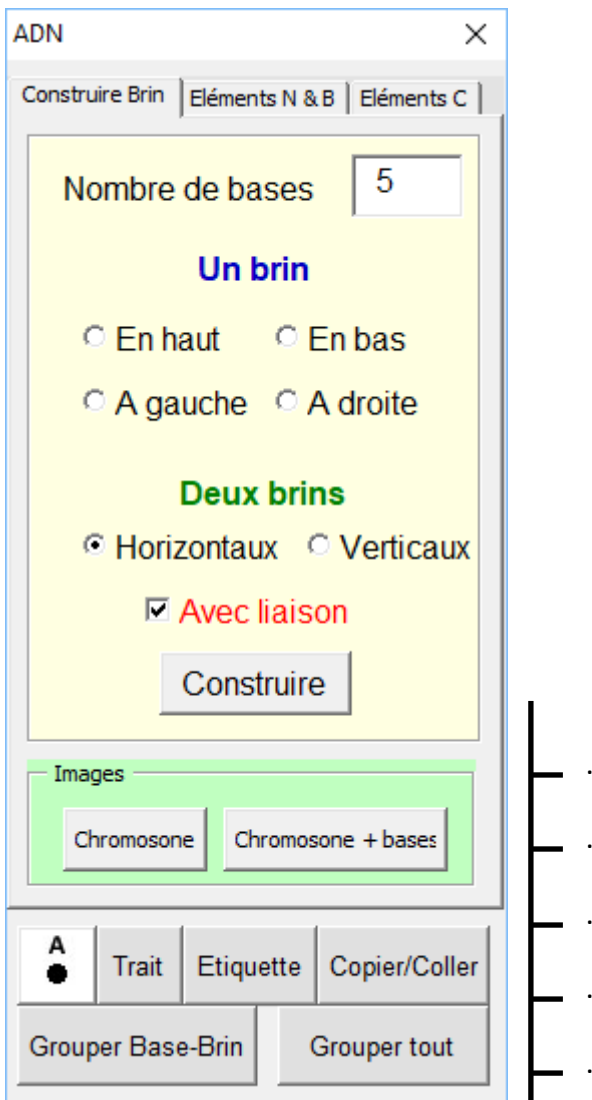 ADN
Construire Brin Eléments N & B Eléments C
Nombre de bases 5
Un brin
En haut En bas
A gauche A droite
Deux brins
Horizontaux Verticaux
Avec liaison
Construire
Images
Chromosone Chromosone + bases
A
Trait Etiquette Copier/Coller
Grouper Base-Brin Grouper tout